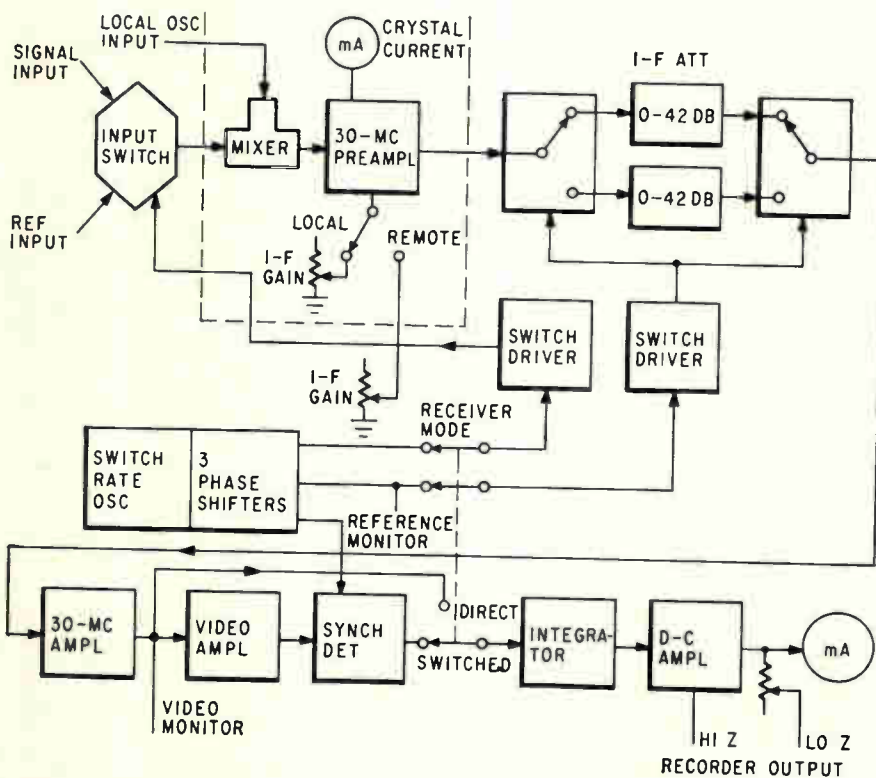 LOCAL OSC
INPUT
CRYSTAL
CURRENT
mA
SIGNAL
INPUT
INPUT
SWITCH
REF
INPUT
MIXER
30-MC
PREAMPL
I-F ATT
0-42 DB
0-42 DB
LOCAL
REMOTE
I-F
GAIN
I-F
GAIN
SWITCH
DRIVER
SWITCH
DRIVER
RECEIVER
MODE
SWITCH
RATE
OSC
3
PHASE
SHIFTERS
REFERENCE
MONITOR
30-MC
AMPL
VIDEO
AMPL
SYNCH
DET
DIRECT
SWITCHED
INTEGRA-
TOR
D-C
AMPL
mA
VIDEO
MONITOR
HI Z
LO Z
RECORDER OUTPUT